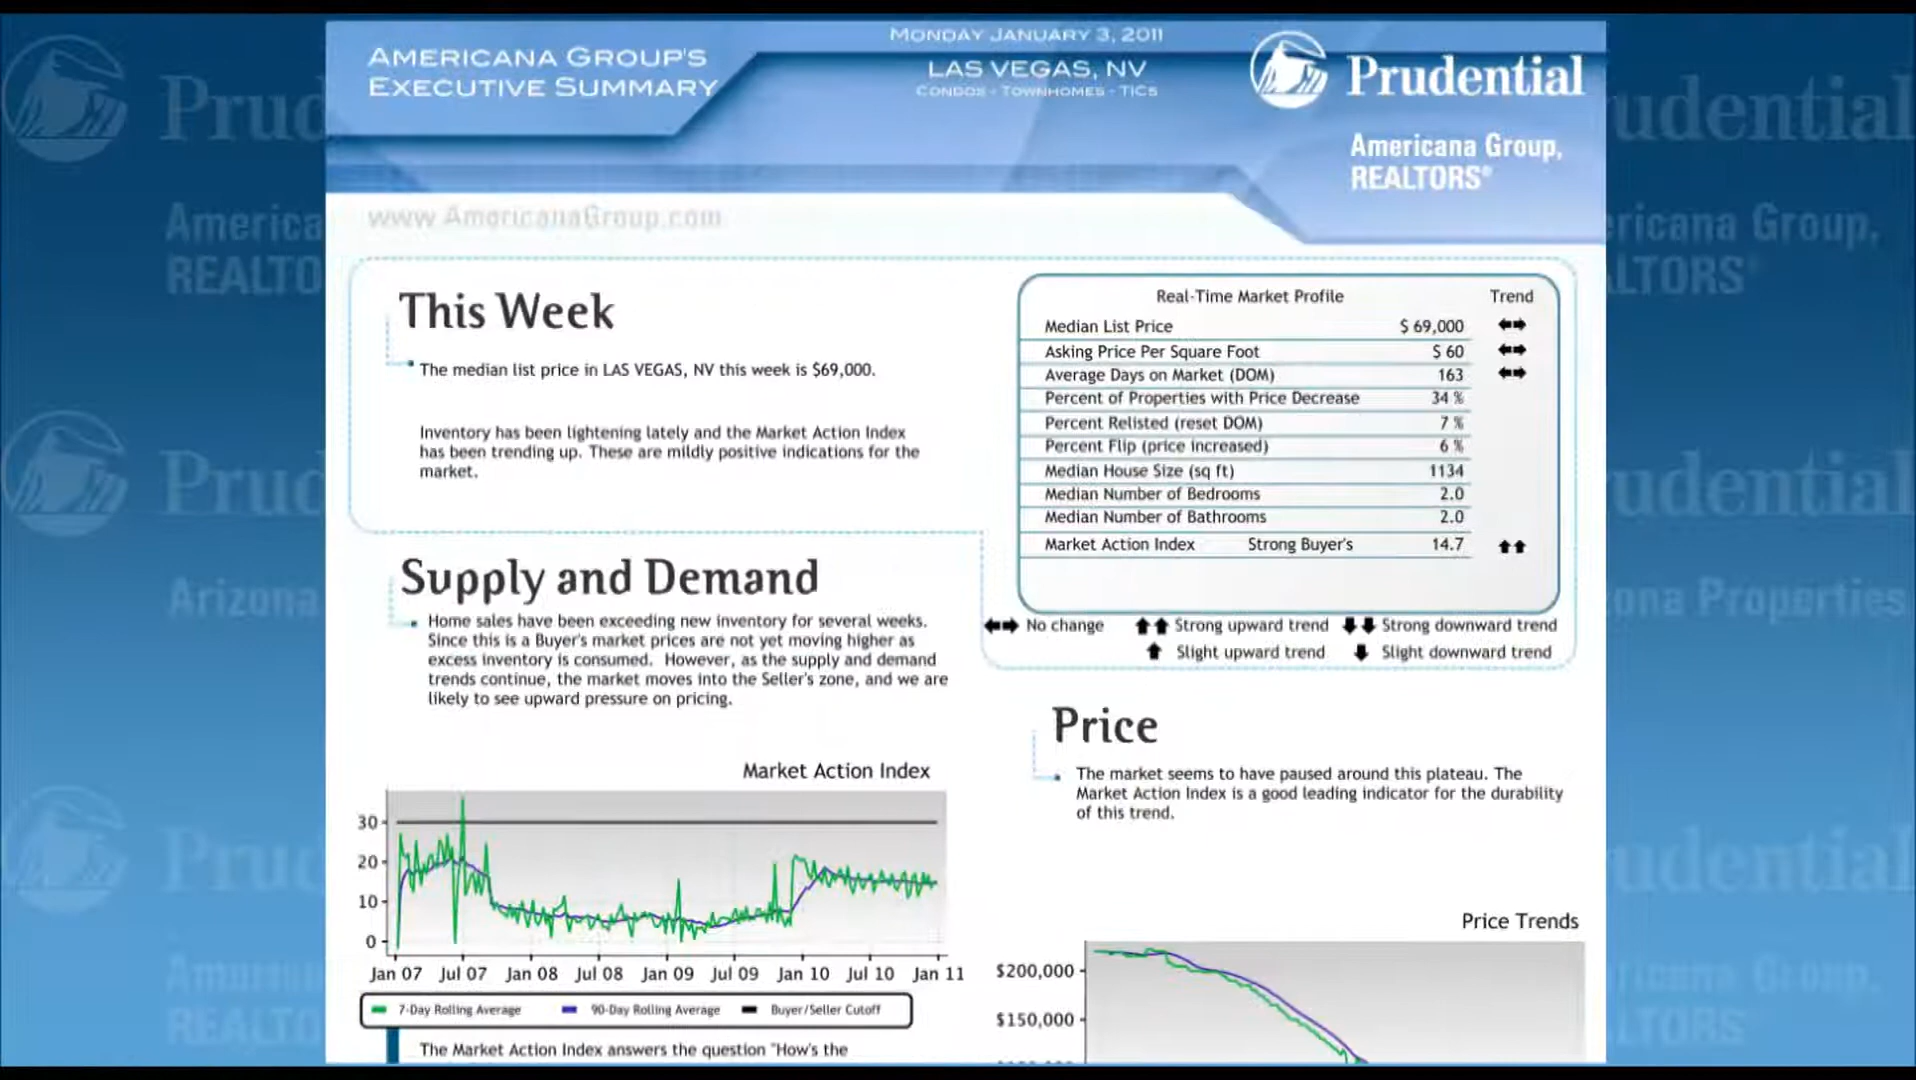 AMERICANA GROUP'S
EXECUTIVE SUMMARY
MONDAY JANUARY 3, 2011
LAS VEGAS, NV
CONDOS - TOWNHOMES - TICS
Prudential
Americana Group,
REALTORS®
www.AmericanaGroup.com
This Week
The median list price in LAS VEGAS, NV this week is $69,000.
Inventory has been lightening lately and the Market Action Index
has been trending up. These are mildly positive indications for the
market.
Real-Time Market Profile Trend
Median List Price $ 69,000
Asking Price Per Square Foot $ 60
Average Days on Market (DOM) 163
Percent of Properties with Price Decrease 34 %
Percent Relisted (reset DOM) 7 %
Percent Flip (price increased) 6 %
Median House Size (sq ft) 1134
Median Number of Bedrooms 2.0
Median Number of Bathrooms 2.0
Market Action Index Strong Buyer's 14.7
No change Strong upward trend Strong downward trend
Slight upward trend Slight downward trend
Supply and Demand
Home sales have been exceeding new inventory for several weeks.
Since this is a Buyer's market prices are not yet moving higher as
excess inventory is consumed. However, as the supply and demand
trends continue, the market moves into the Seller's zone, and we are
likely to see upward pressure on pricing.
Market Action Index
30
20
10
0
Jan 07 Jul 07 Jan 08 Jul 08 Jan 09 Jul 09 Jan 10 Jul 10 Jan 11
7-Day Rolling Average 90-Day Rolling Average Buyer/Seller Cutoff
The Market Action Index answers the question "How's the
Price
The market seems to have paused around this plateau. The
Market Action Index is a good leading indicator for the durability
of this trend.
Price Trends
$200,000
$150,000